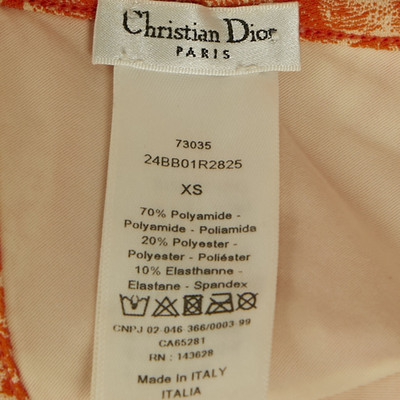 Christian Dior
PARIS
73035
24BB01R2825
XS
70% Polyamide -
Polyamide - Poliamida
20% Polyester -
Polyester - Poliéster
10% Elasthanne -
Elastane - Spandex
CNPJ 02-046-366/0003-99
CA65281
RN : 143628
Made In ITALY
ITALIA